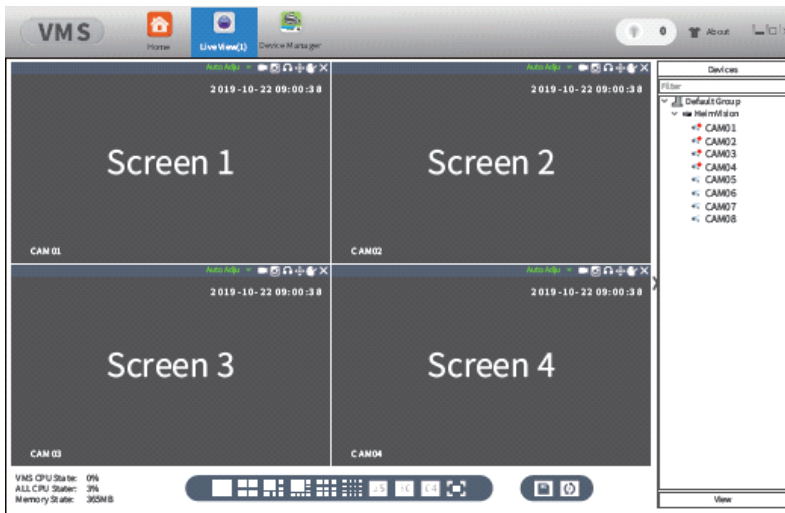 VMS
Home
Live View(1)
Device Manager
0
About
Auto Adju
2019-10-22 09:00:38
Screen 1
CAM 01
Auto Adju
2019-10-22 09:00:38
Screen 2
CAM02
Auto Adju
2019-10-22 09:00:38
Screen 3
CAM 03
Auto Adju
2019-10-22 09:00:38
Screen 4
CAM04
Devices
Filter
Default Group
HeimVision
CAM01
CAM02
CAM03
CAM04
CAM05
CAM06
CAM07
CAM08
View
VMS CPU State: 0%
ALL CPU State: 3%
Memory State: 365MB
64